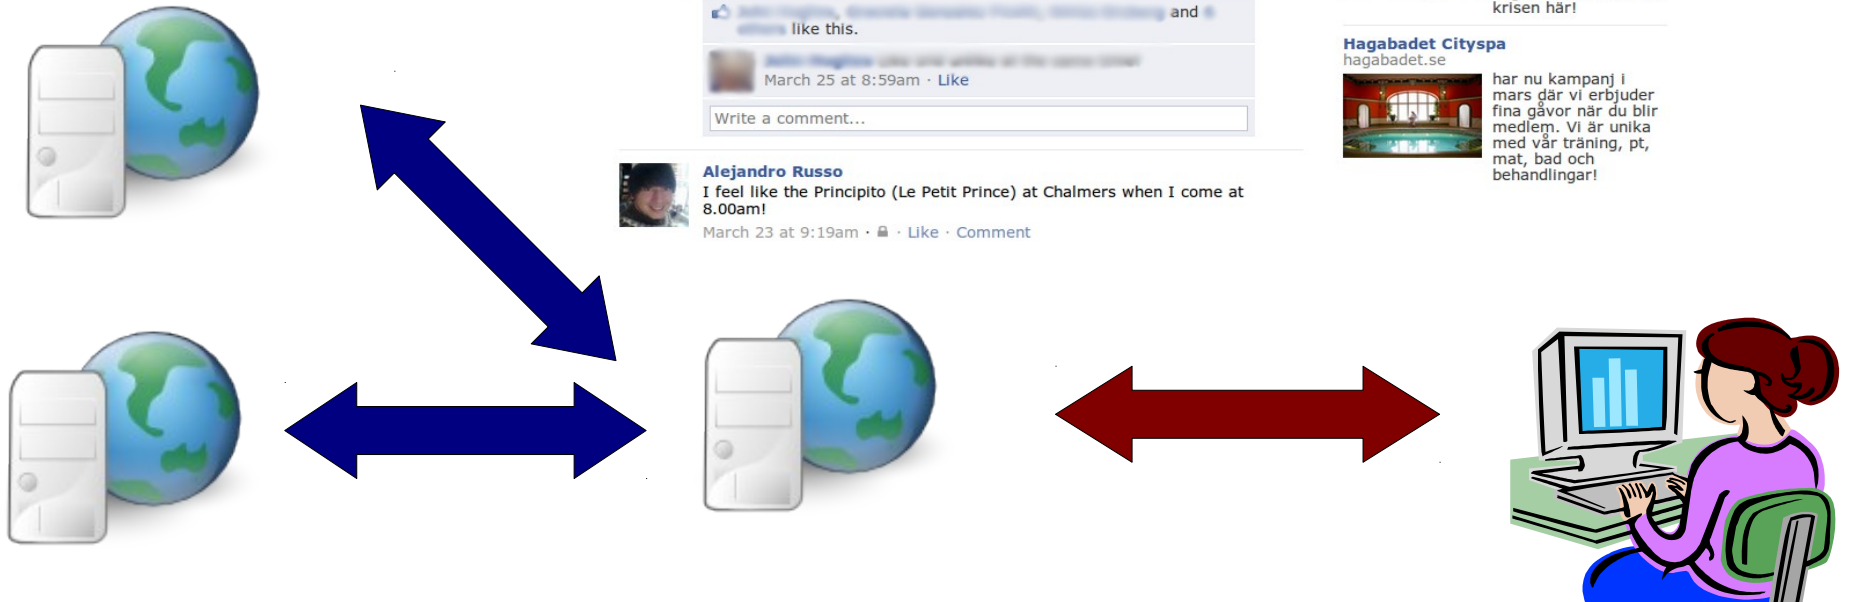 and
like this.
March 25 at 8:59am · Like
Write a comment...
Alejandro Russo
I feel like the Principito (Le Petit Prince) at Chalmers when I come at
8.00am!
March 23 at 9:19am · Like · Comment
krisen här!
Hagabadet Cityspa
hagabadet.se
har nu kampanj i
mars där vi erbjuder
fina gåvor när du blir
medlem. Vi är unika
med vår träning, pt,
mat, bad och
behandlingar!